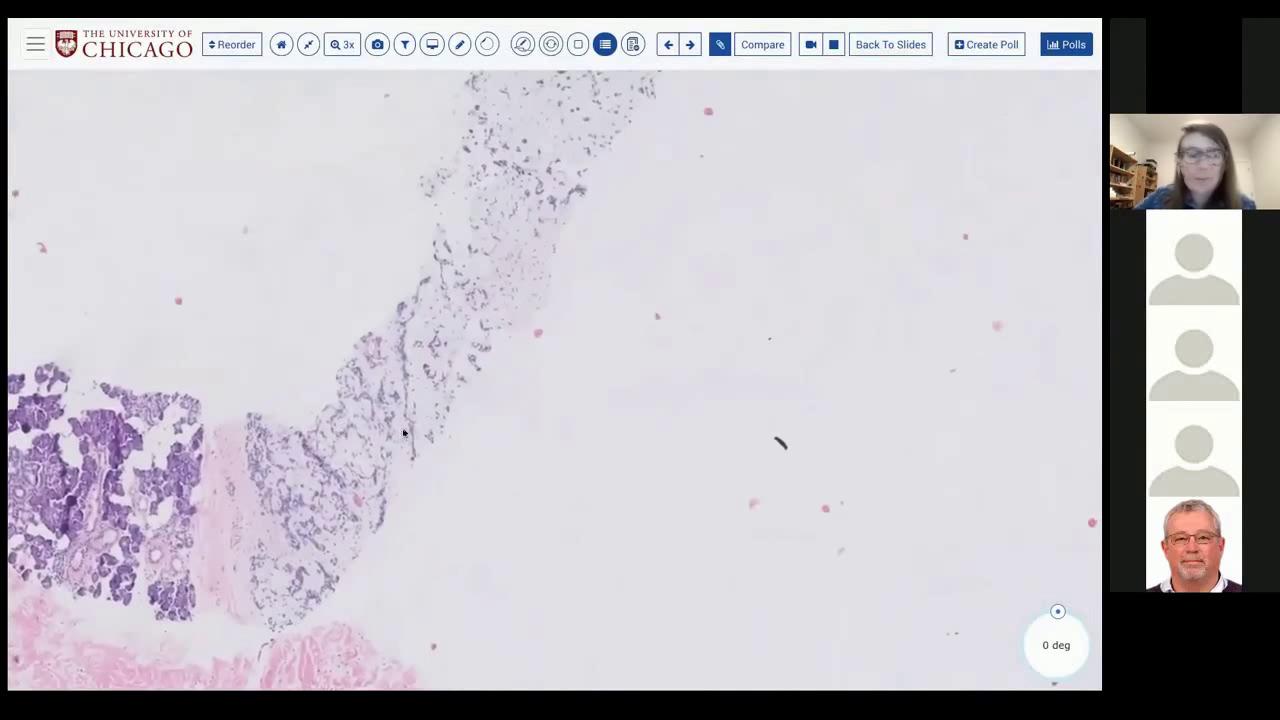 THE UNIVERSITY OF
CHICAGO
Reorder
3x
Compare
Back To Slides
Create Poll
Polls
0 deg